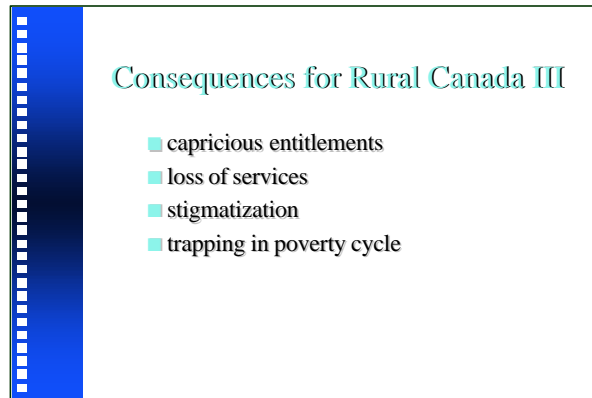 Consequences for Rural Canada III
capricious entitlements
loss of services
stigmatization
trapping in poverty cycle